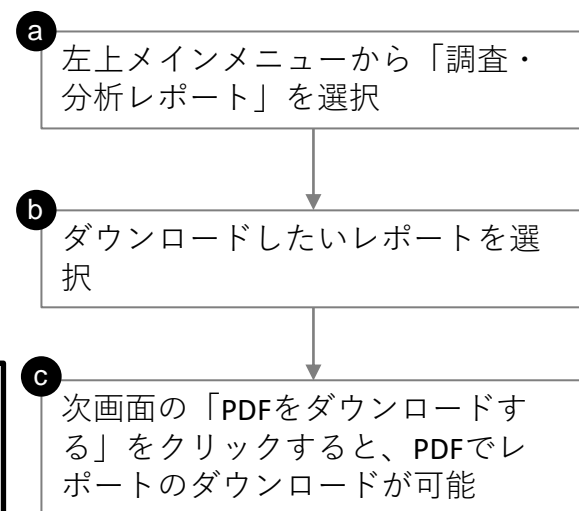 a
左上メインメニューから「調査・
分析レポート」を選択
b
ダウンロードしたいレポートを選
択
c
次画面の「PDFをダウンロードす
る」をクリックすると、PDFでレ
ポートのダウンロードが可能